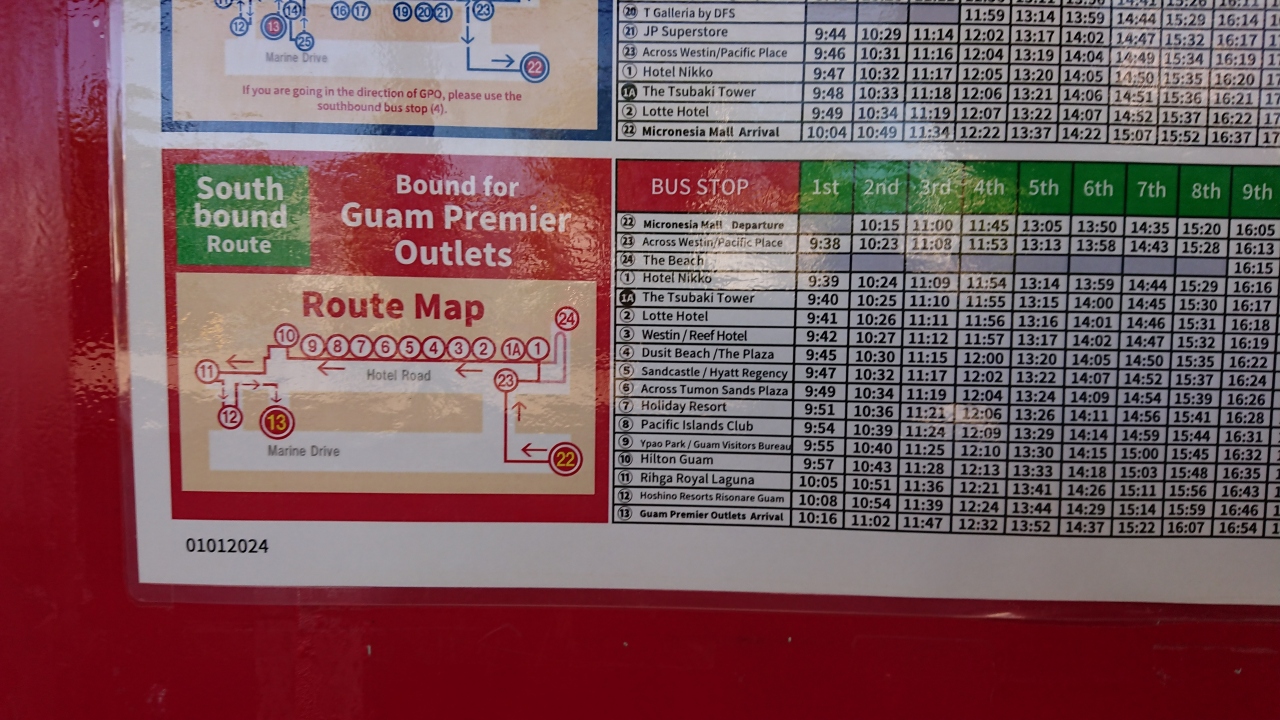 11
12
13
14
25
16 17
19 20 21
23
22
Marine Drive
If you are going in the direction of GPO, please use the
southbound bus stop (4).
20 T Galleria by DFS 11:59 13:14 13:59 14:44 15:29 16:14
21 JP Superstore 9:44 10:29 11:14 12:02 13:17 14:02 14:47 15:32 16:17
23 Across Westin/Pacific Place 9:46 10:31 11:16 12:04 13:19 14:04 14:49 15:34 16:19
1 Hotel Nikko 9:47 10:32 11:17 12:05 13:20 14:05 14:50 15:35 16:20
1A The Tsubaki Tower 9:48 10:33 11:18 12:06 13:21 14:06 14:51 15:36 16:21
2 Lotte Hotel 9:49 10:34 11:19 12:07 13:22 14:07 14:52 15:37 16:22
22 Micronesia Mall Arrival 10:04 10:49 11:34 12:22 13:37 14:22 15:07 15:52 16:37
South
bound
Route
Bound for
Guam Premier
Outlets
Route Map
24
10 9 8 7 6 5 4 3 2 1A 1
11
Hotel Road
23
12
13
Marine Drive
22
BUS STOP 1st 2nd 3rd 4th 5th 6th 7th 8th 9th
22 Micronesia Mall Departure 10:15 11:00 11:45 13:05 13:50 14:35 15:20 16:05
23 Across Westin/Pacific Place 9:38 10:23 11:08 11:53 13:13 13:58 14:43 15:28 16:13
24 The Beach 16:15
1 Hotel Nikko 9:39 10:24 11:09 11:54 13:14 13:59 14:44 15:29 16:16
1A The Tsubaki Tower 9:40 10:25 11:10 11:55 13:15 14:00 14:45 15:30 16:17
2 Lotte Hotel 9:41 10:26 11:11 11:56 13:16 14:01 14:46 15:31 16:18
3 Westin / Reef Hotel 9:42 10:27 11:12 11:57 13:17 14:02 14:47 15:32 16:19
4 Dusit Beach /The Plaza 9:45 10:30 11:15 12:00 13:20 14:05 14:50 15:35 16:22
5 Sandcastle / Hyatt Regency 9:47 10:32 11:17 12:02 13:22 14:07 14:52 15:37 16:24
6 Across Tumon Sands Plaza 9:49 10:34 11:19 12:04 13:24 14:09 14:54 15:39 16:26
7 Holiday Resort 9:51 10:36 11:21 12:06 13:26 14:11 14:56 15:41 16:28
8 Pacific Islands Club 9:54 10:39 11:24 12:09 13:29 14:14 14:59 15:44 16:31
9 Ypao Park / Guam Visitors Bureau 9:55 10:40 11:25 12:10 13:30 14:15 15:00 15:45 16:32
10 Hilton Guam 9:57 10:43 11:28 12:13 13:33 14:18 15:03 15:48 16:35
11 Rihga Royal Laguna 10:05 10:51 11:36 12:21 13:41 14:26 15:11 15:56 16:43
12 Hoshino Resorts Risonare Guam 10:08 10:54 11:39 12:24 13:44 14:29 15:14 15:59 16:46
13 Guam Premier Outlets Arrival 10:16 11:02 11:47 12:32 13:52 14:37 15:22 16:07 16:54
01012024